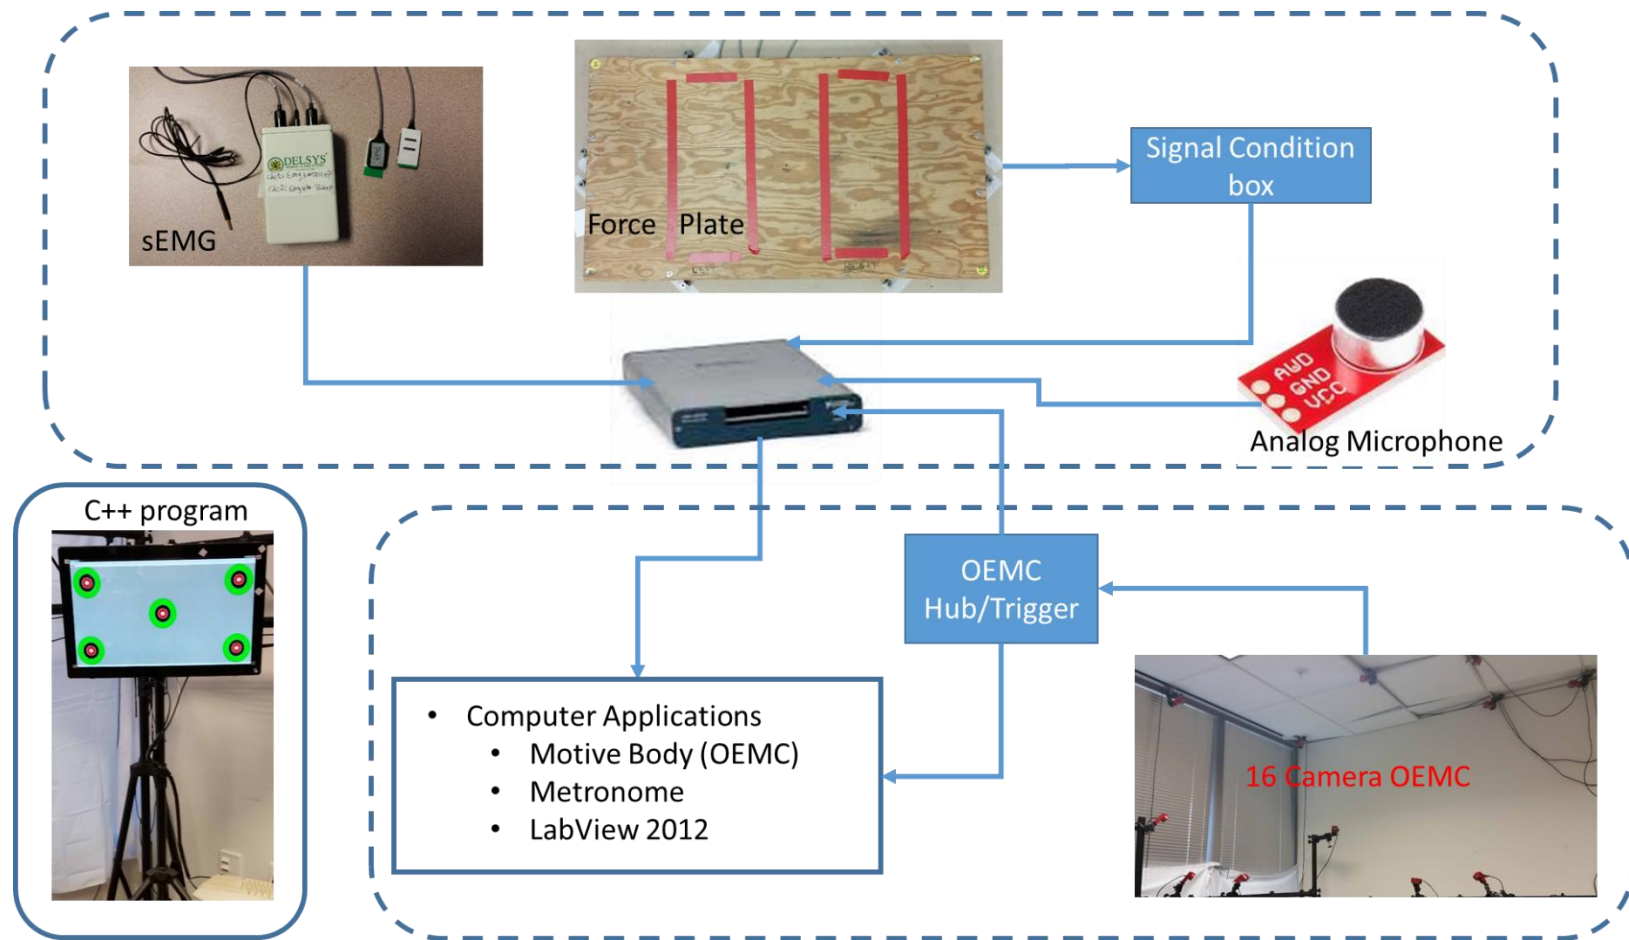 DELSYS
sEMG
Force Plate
Signal Condition
box
AUD
GND
VCC
Analog Microphone
C++ program
OEMC
Hub/Trigger
• Computer Applications
• Motive Body (OEMC)
• Metronome
• LabView 2012
16 Camera OEMC